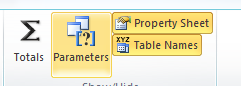 Property Sheet
XYZ Table Names
Totals Parameters
Show/Hide